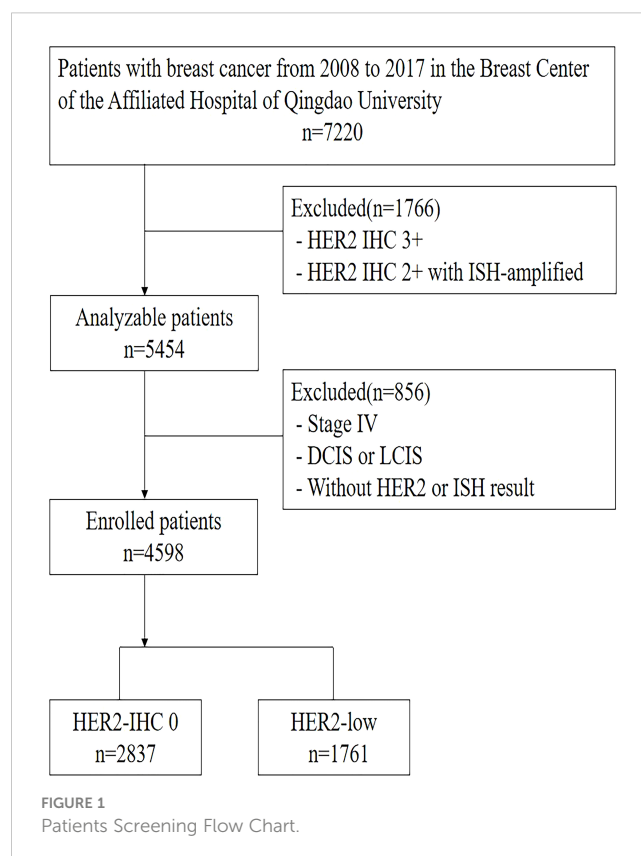 Patients with breast cancer from 2008 to 2017 in the Breast Center
of the Affiliated Hospital of Qingdao University
n=7220
Excluded(n=1766)
- HER2 IHC 3+
- HER2 IHC 2+ with ISH-amplified
Analyzable patients
n=5454
Excluded(n=856)
- Stage IV
- DCIS or LCIS
- Without HER2 or ISH result
Enrolled patients
n=4598
HER2-IHC 0
n=2837
HER2-low
n=1761
FIGURE 1
Patients Screening Flow Chart.